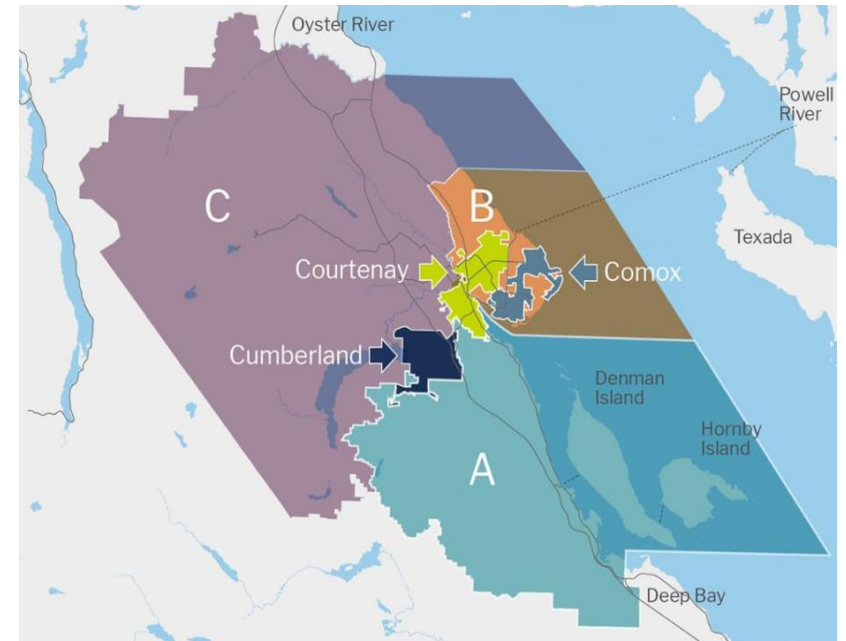 Oyster River
Powell
River
C
B
Texada
Courtenay
Comox
Cumberland
Denman
Island
Hornby
Island
A
Deep Bay